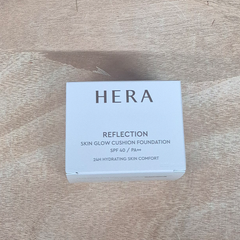 HERA
REFLECTION
SKIN GLOW CUSHION FOUNDATION
SPF 40 / PA++
24H HYDRATING SKIN COMFORT